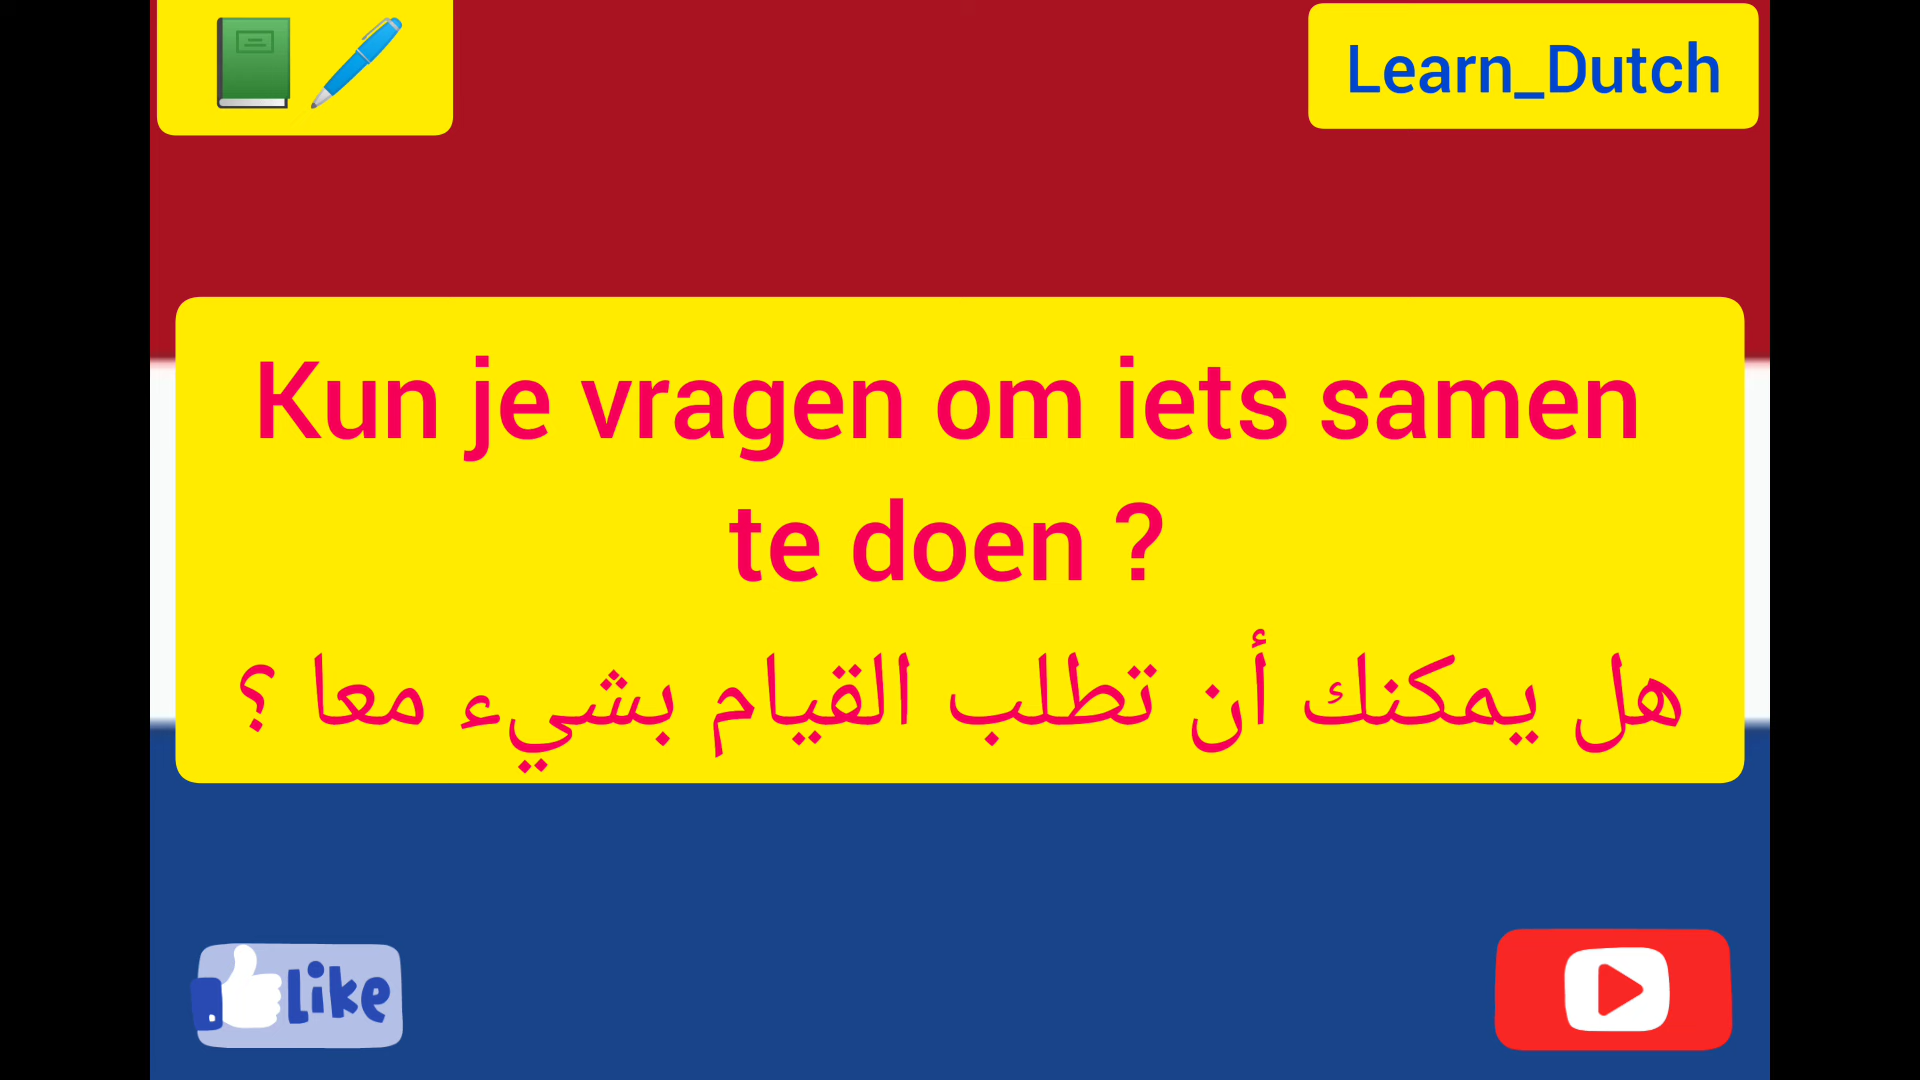 Learn_Dutch
Kun je vragen om iets samen
te doen ?
هل يمكنك أن تطلب القيام بشيء معا ؟
Like